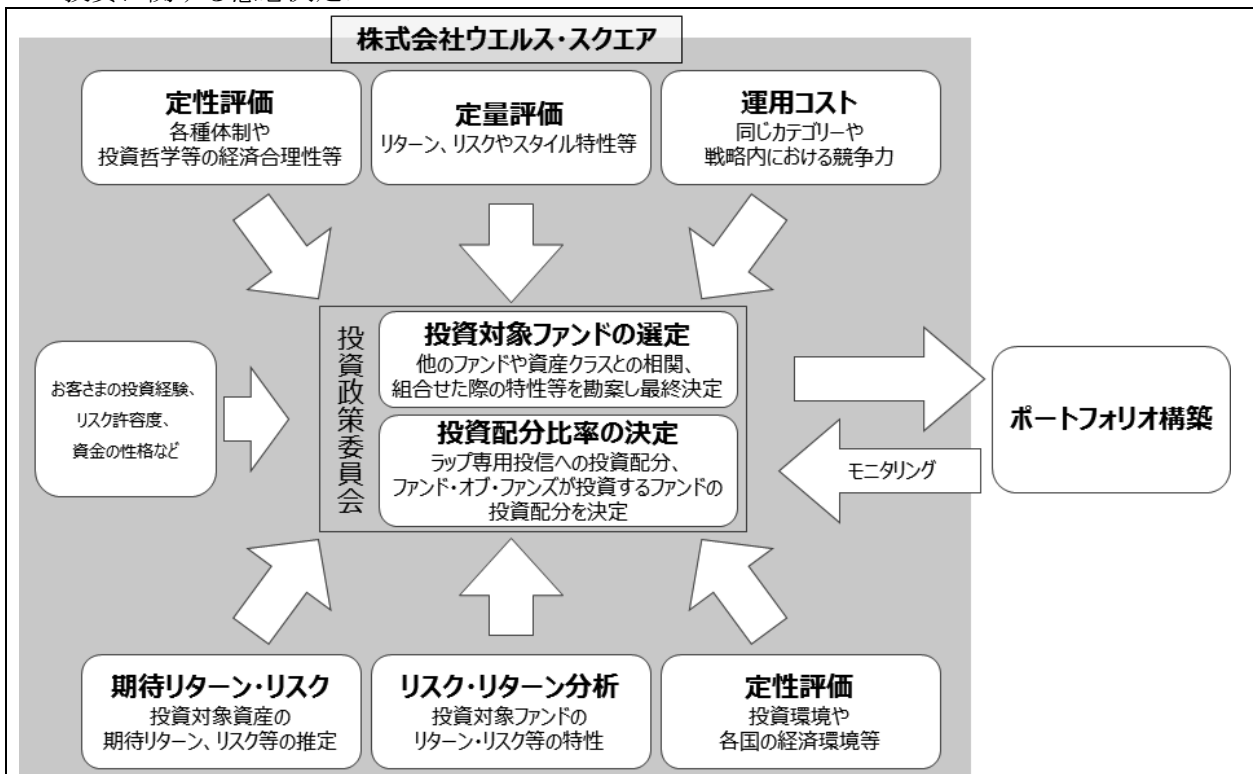 株式会社ウエルス・スクエア
定性評価
各種体制や
投資哲学等の経済合理性等
定量評価
リターン、リスクやスタイル特性等
運用コスト
同じカテゴリーや
戦略内における競争力
お客さまの投資経験、
リスク許容度、
資金の性格など
投資政策委員会
投資対象ファンドの選定
他のファンドや資産クラスとの相関、
組合せた際の特性等を勘案し最終決定
投資配分比率の決定
ラップ専用投信への投資配分、
ファンド・オブ・ファンズが投資するファンドの
投資配分を決定
モニタリング
ポートフォリオ構築
期待リターン・リスク
投資対象資産の
期待リターン、リスク等の推定
リスク・リターン分析
投資対象ファンドの
リターン・リスク等の特性
定性評価
投資環境や
各国の経済環境等